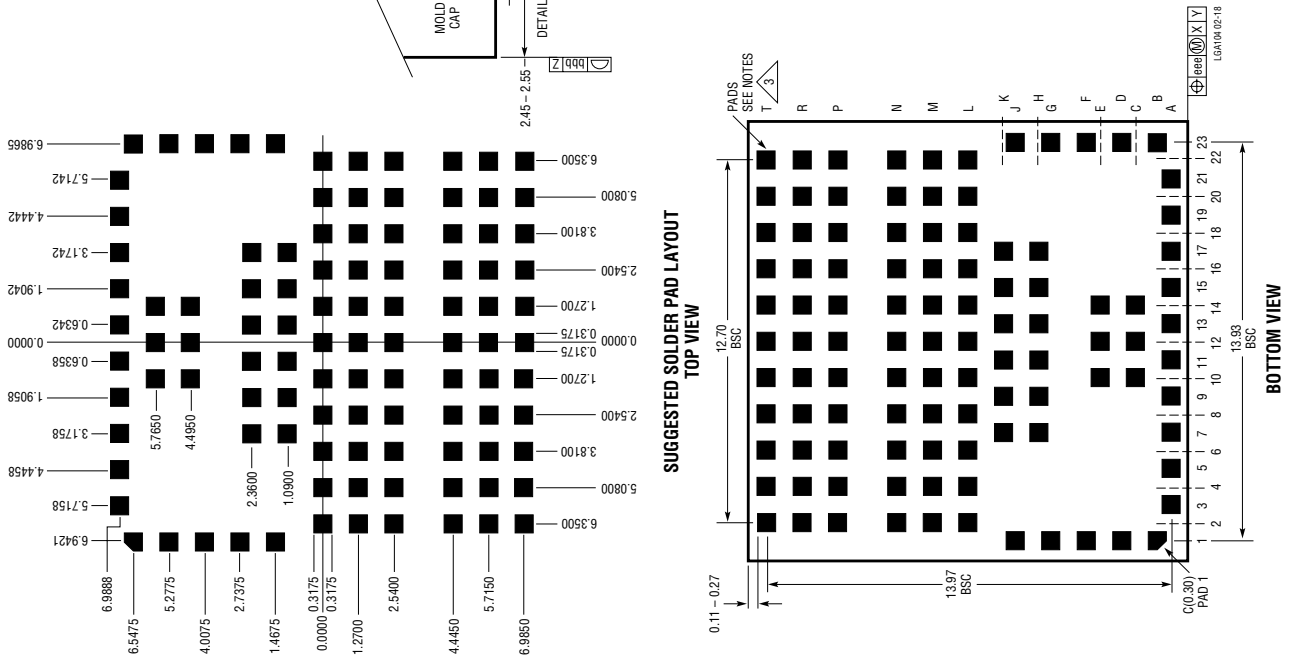 MOLD
CAP
DETAIL
2.45 – 2.55
bbb Z
6.9865
5.7142
4.4442
3.1742
1.9042
0.6342
0.0000
0.6358
1.9058
3.1758
4.4458
5.7158
6.9421
5.7650
4.4950
2.3600
1.0900
6.3500
5.0800
3.8100
2.5400
1.2700
0.3175
0.0000
0.3175
1.2700
2.5400
3.8100
5.0800
6.3500
6.9888
6.5475
5.2775
4.0075
2.7375
1.4675
0.3175
0.0000
0.3175
1.2700
2.5400
4.4450
5.7150
6.9850
SUGGESTED SOLDER PAD LAYOUT
TOP VIEW
PADS
SEE NOTES
3
T
R
P
N
M
L
K
J
H
G
F
E
D
C
B
A
eee M X Y
LGA104 02-18
12.70
BSC
23
22
21
20
19
18
17
16
15
14
13
12
11
10
9
8
7
6
5
4
3
2
1
13.93
BSC
13.97
BSC
0.11 – 0.27
C(0.30)
PAD 1
BOTTOM VIEW